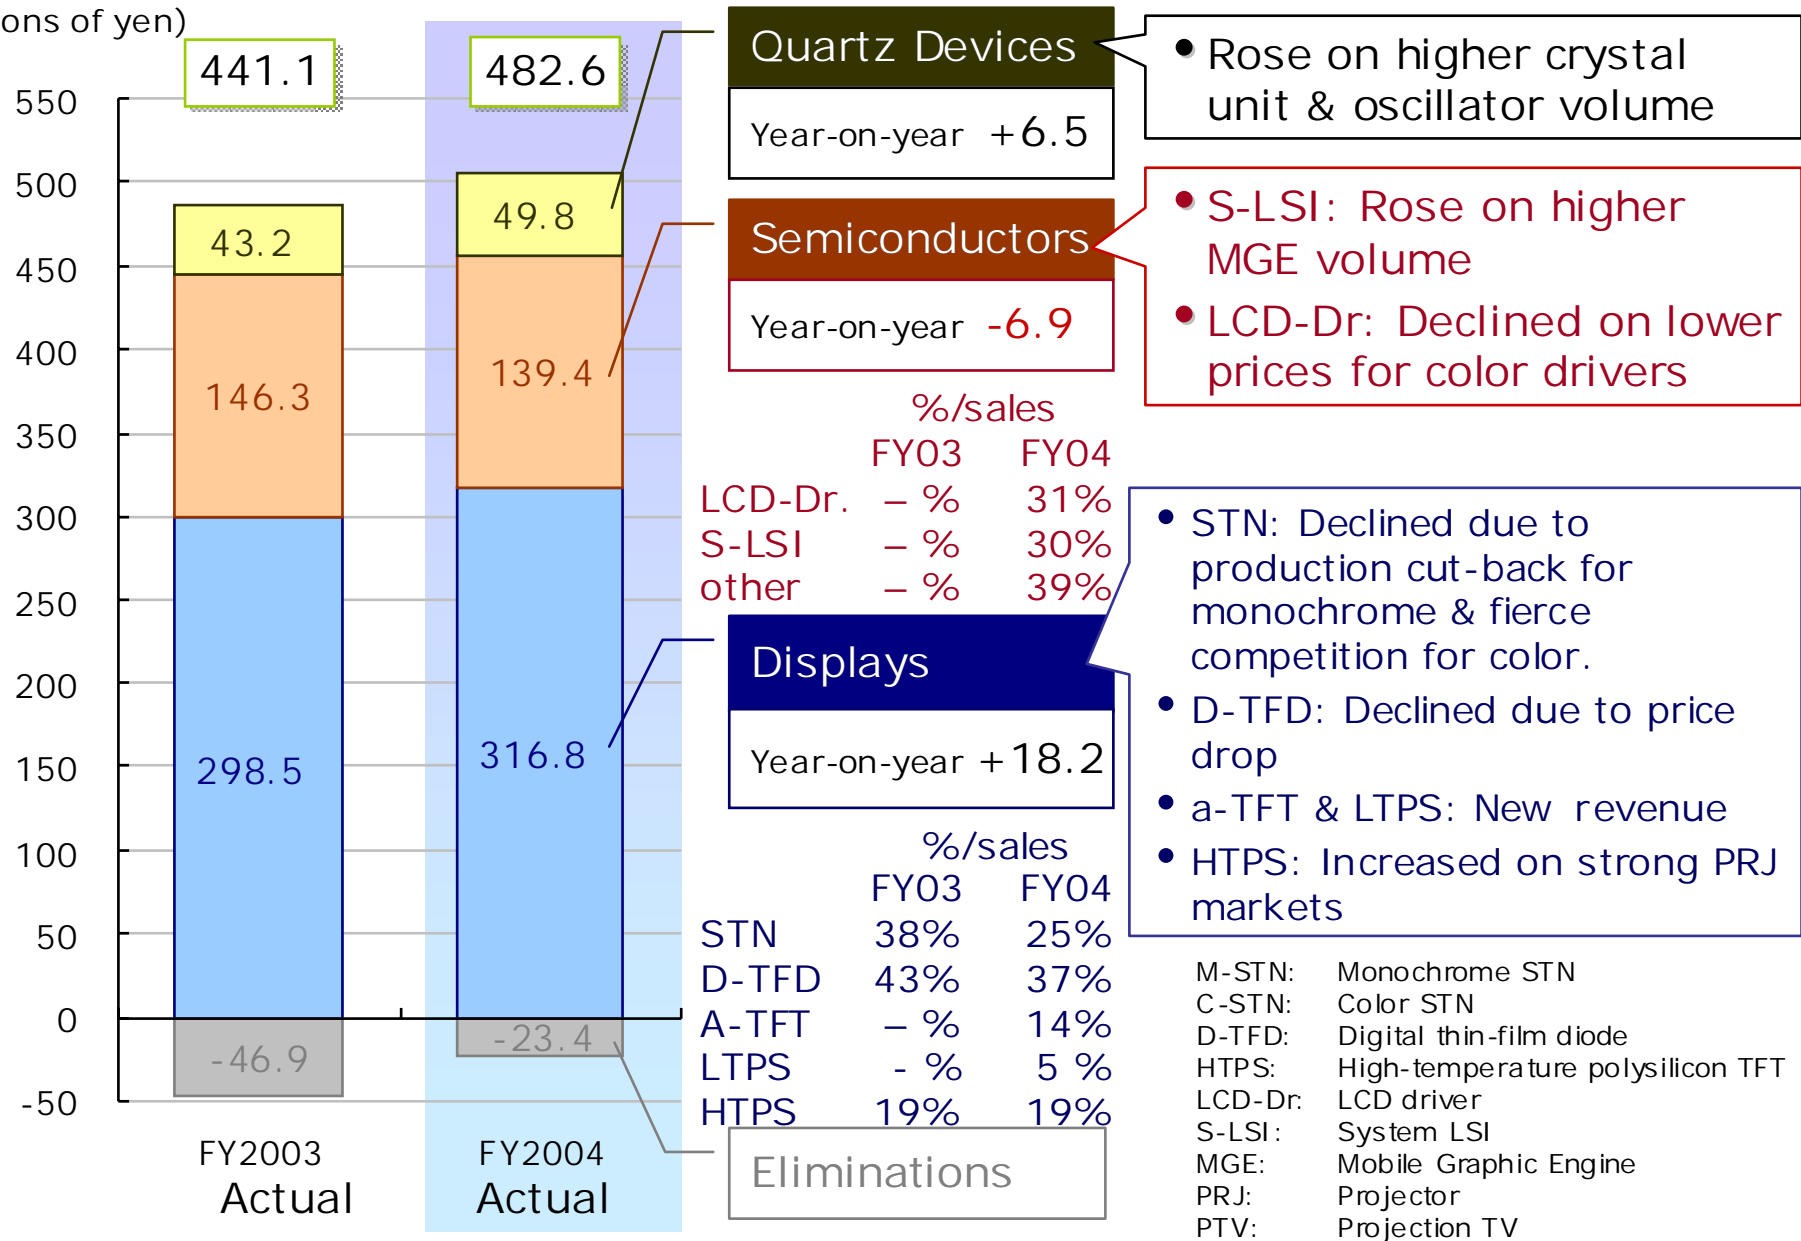 ons of yen)
441.1
482.6
550
500
450
400
350
300
250
200
150
100
50
0
-50
43.2
146.3
298.5
-46.9
49.8
139.4
316.8
-23.4
FY2003
Actual
FY2004
Actual
Quartz Devices
Year-on-year +6.5
• Rose on higher crystal
unit & oscillator volume
Semiconductors
Year-on-year -6.9
• S-LSI: Rose on higher
MGE volume
• LCD-Dr: Declined on lower
prices for color drivers
%/sales
FY03 FY04
LCD-Dr. – % 31%
S-LSI – % 30%
other – % 39%
Displays
Year-on-year +18.2
• STN: Declined due to
production cut-back for
monochrome & fierce
competition for color.
• D-TFD: Declined due to price
drop
• a-TFT & LTPS: New revenue
• HTPS: Increased on strong PRJ
markets
%/sales
FY03 FY04
STN 38% 25%
D-TFD 43% 37%
A-TFT – % 14%
LTPS - % 5 %
HTPS 19% 19%
Eliminations
M-STN: Monochrome STN
C-STN: Color STN
D-TFD: Digital thin-film diode
HTPS: High-temperature polysilicon TFT
LCD-Dr: LCD driver
S-LSI: System LSI
MGE: Mobile Graphic Engine
PRJ: Projector
PTV: Projection TV